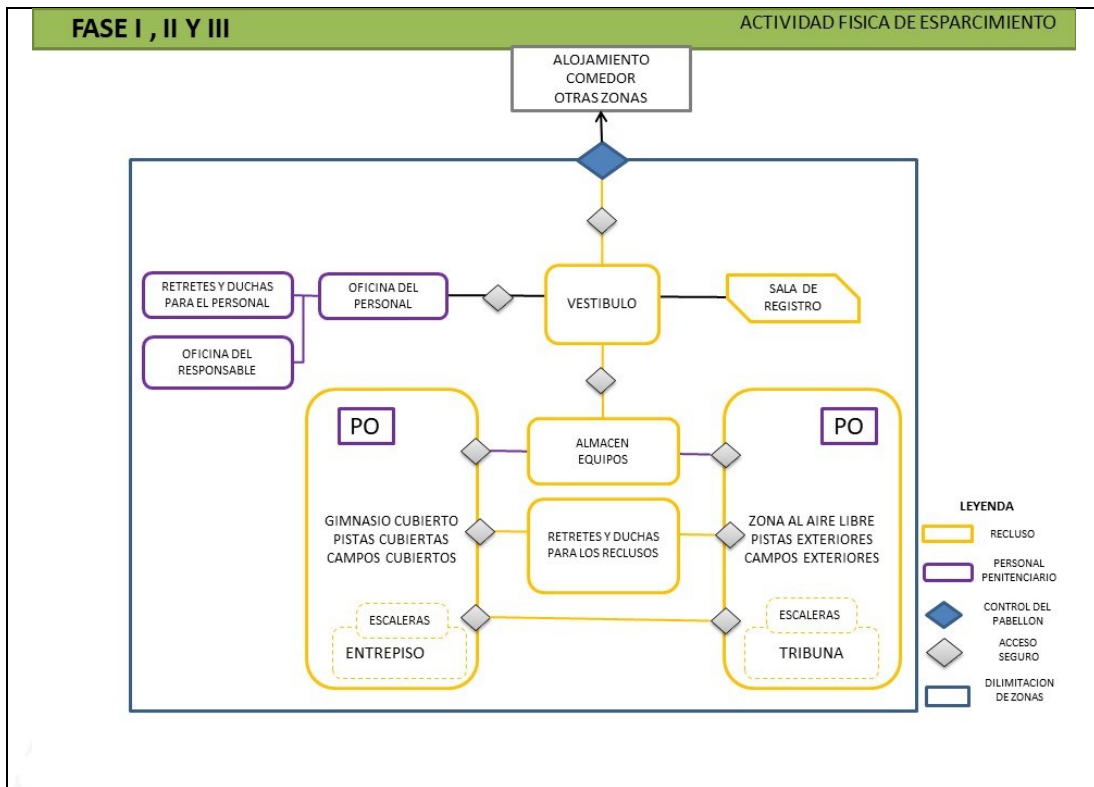 FASE I , II Y III
ACTIVIDAD FISICA DE ESPARCIMIENTO
ALOJAMIENTO
COMEDOR
OTRAS ZONAS
RETRETES Y DUCHAS
PARA EL PERSONAL
OFICINA DEL
PERSONAL
VESTIBULO
SALA DE
REGISTRO
OFICINA DEL
RESPONSABLE
PO
ALMACEN
EQUIPOS
PO
GIMNASIO CUBIERTO
PISTAS CUBIERTAS
CAMPOS CUBIERTOS
RETRETES Y DUCHAS
PARA LOS RECLUSOS
ZONA AL AIRE LIBRE
PISTAS EXTERIORES
CAMPOS EXTERIORES
ESCALERAS
ENTREPISO
ESCALERAS
TRIBUNA
LEYENDA
RECLUSO
PERSONAL
PENITENCIARIO
CONTROL DEL
PABELLON
ACCESO
SEGURO
DILIMITACION
DE ZONAS